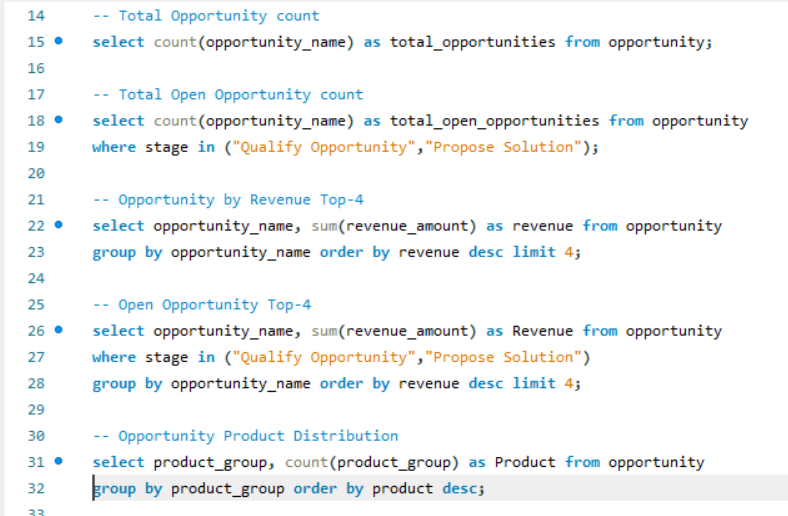 14 -- Total Opportunity count
15 select count(opportunity_name) as total_opportunities from opportunity;
16
17 -- Total Open Opportunity count
18 select count(opportunity_name) as total_open_opportunities from opportunity
19 where stage in ("Qualify Opportunity","Propose Solution");
20
21 -- Opportunity by Revenue Top-4
22 select opportunity_name, sum(revenue_amount) as revenue from opportunity
23 group by opportunity_name order by revenue desc limit 4;
24
25 -- Open Opportunity Top-4
26 select opportunity_name, sum(revenue_amount) as Revenue from opportunity
27 where stage in ("Qualify Opportunity","Propose Solution")
28 group by opportunity_name order by revenue desc limit 4;
29
30 -- Opportunity Product Distribution
31 select product_group, count(product_group) as Product from opportunity
32 group by product_group order by product desc;
33